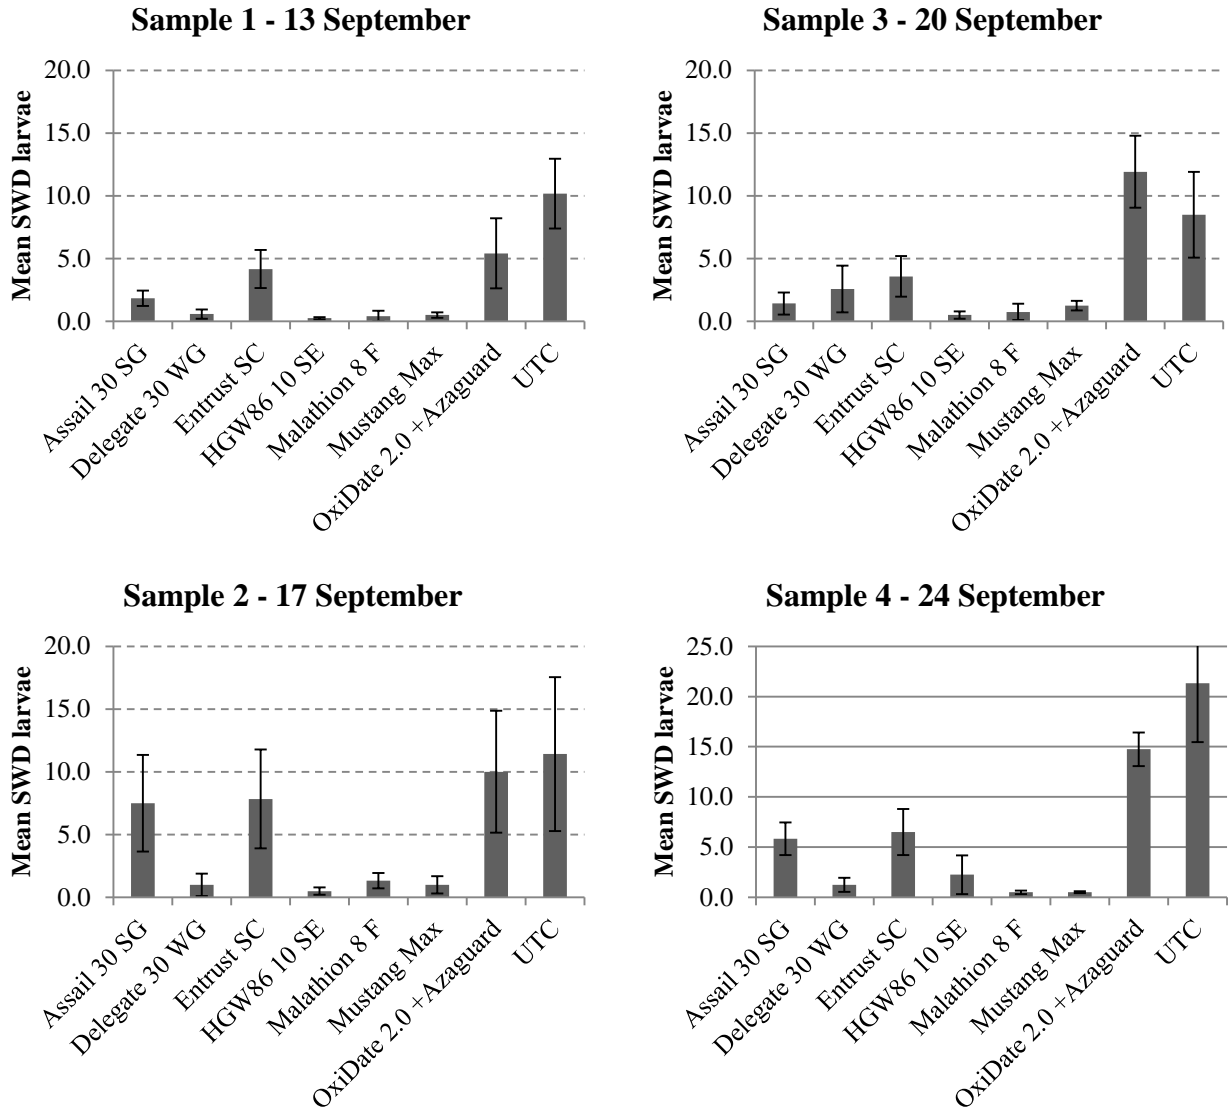 Sample 1 - 13 September
Mean SWD larvae
20.0
15.0
10.0
5.0
0.0
Assail 30 SG
Delegate 30 WG
Entrust SC
HGW86 10 SE
Malathion 8 F
Mustang Max
OxiDate 2.0 +Azaguard
UTC
Sample 3 - 20 September
Mean SWD larvae
20.0
15.0
10.0
5.0
0.0
Assail 30 SG
Delegate 30 WG
Entrust SC
HGW86 10 SE
Malathion 8 F
Mustang Max
OxiDate 2.0 +Azaguard
UTC
Sample 2 - 17 September
Mean SWD larvae
20.0
15.0
10.0
5.0
0.0
Assail 30 SG
Delegate 30 WG
Entrust SC
HGW86 10 SE
Malathion 8 F
Mustang Max
OxiDate 2.0 +Azaguard
UTC
Sample 4 - 24 September
Mean SWD larvae
25.0
20.0
15.0
10.0
5.0
0.0
Assail 30 SG
Delegate 30 WG
Entrust SC
HGW86 10 SE
Malathion 8 F
Mustang Max
OxiDate 2.0 +Azaguard
UTC